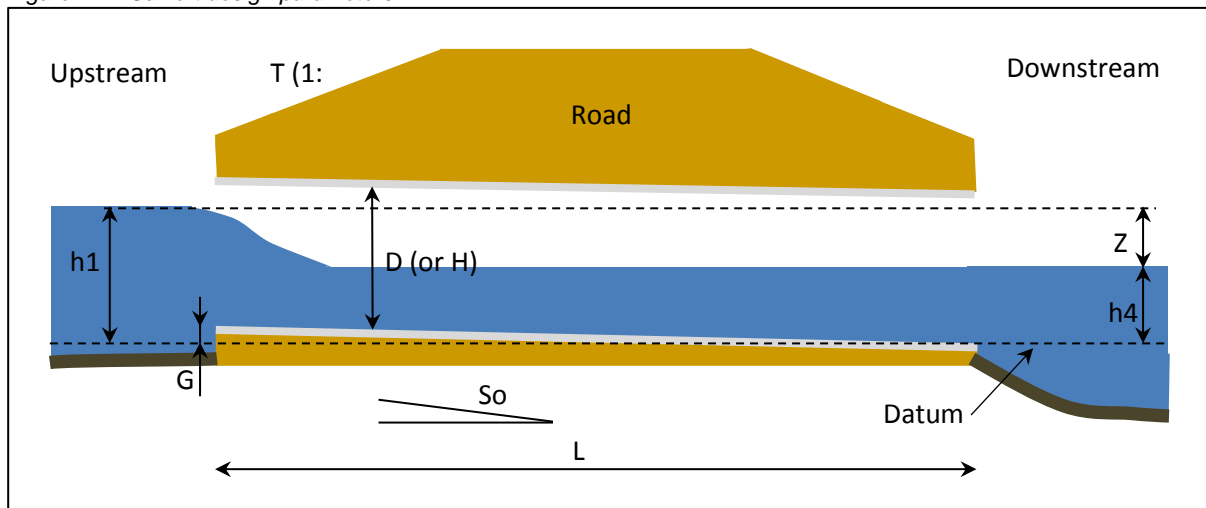 Upstream
T (1:
Downstream
Road
h1
D (or H)
Z
h4
G
So
Datum
L